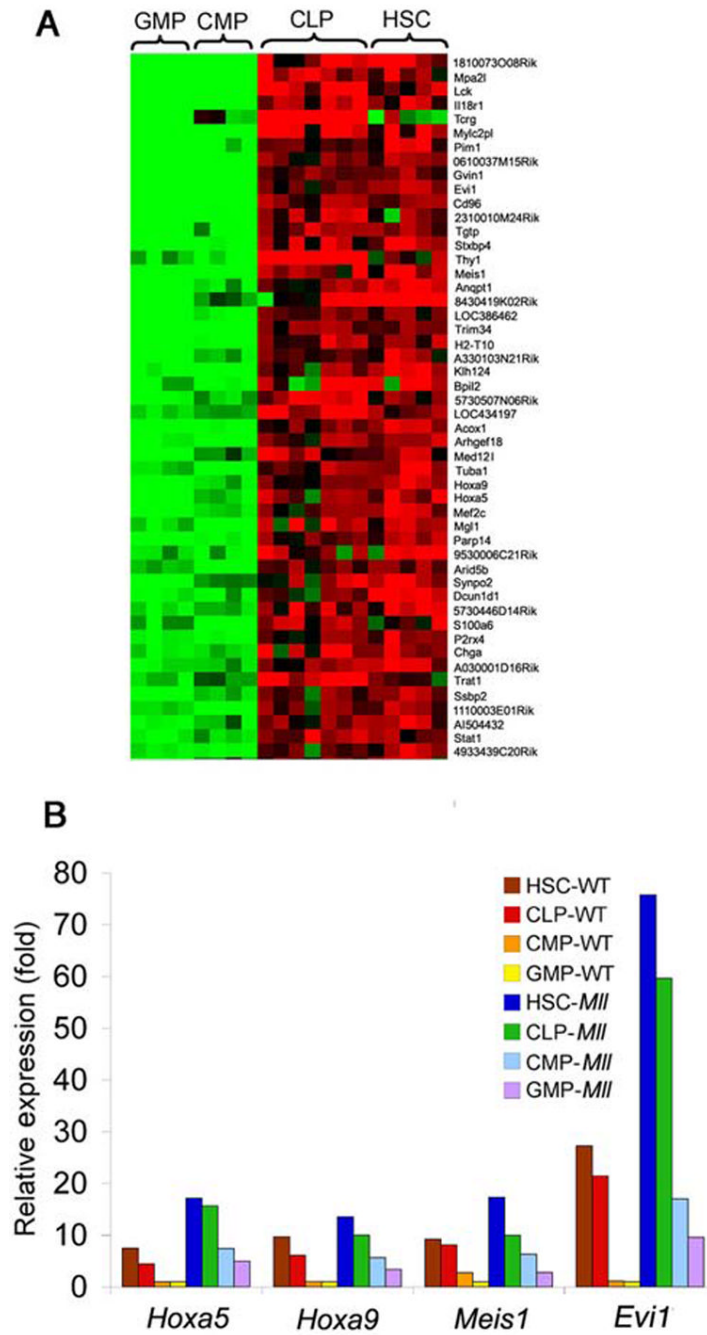 A
GMP CMP CLP HSC
1810073O08Rik
Mpa2l
Lck
Il18r1
Tcrg
Mylc2pl
Pim1
0610037M15Rik
Gvin1
Evi1
Cd96
2310010M24Rik
Tgtp
Stxbp4
Thy1
Meis1
Anqpt1
8430419K02Rik
LOC386462
Trim34
H2-T10
A330103N21Rik
Klh124
Bpil2
5730507N06Rik
LOC434197
Acox1
Arhgef18
Med12l
Tuba1
Hoxa9
Hoxa5
Mef2c
Mgl1
Parp14
9530006C21Rik
Arid5b
Synpo2
Dcun1d1
5730446D14Rik
S100a6
P2rx4
Chga
A030001D16Rik
Trat1
Ssbp2
1110003E01Rik
AI504432
Stat1
4933439C20Rik
B
Relative expression (fold)
80
70
60
50
40
30
20
10
0
HSC-WT
CLP-WT
CMP-WT
GMP-WT
HSC-Mll
CLP-Mll
CMP-Mll
GMP-Mll
Hoxa5 Hoxa9 Meis1 Evi1